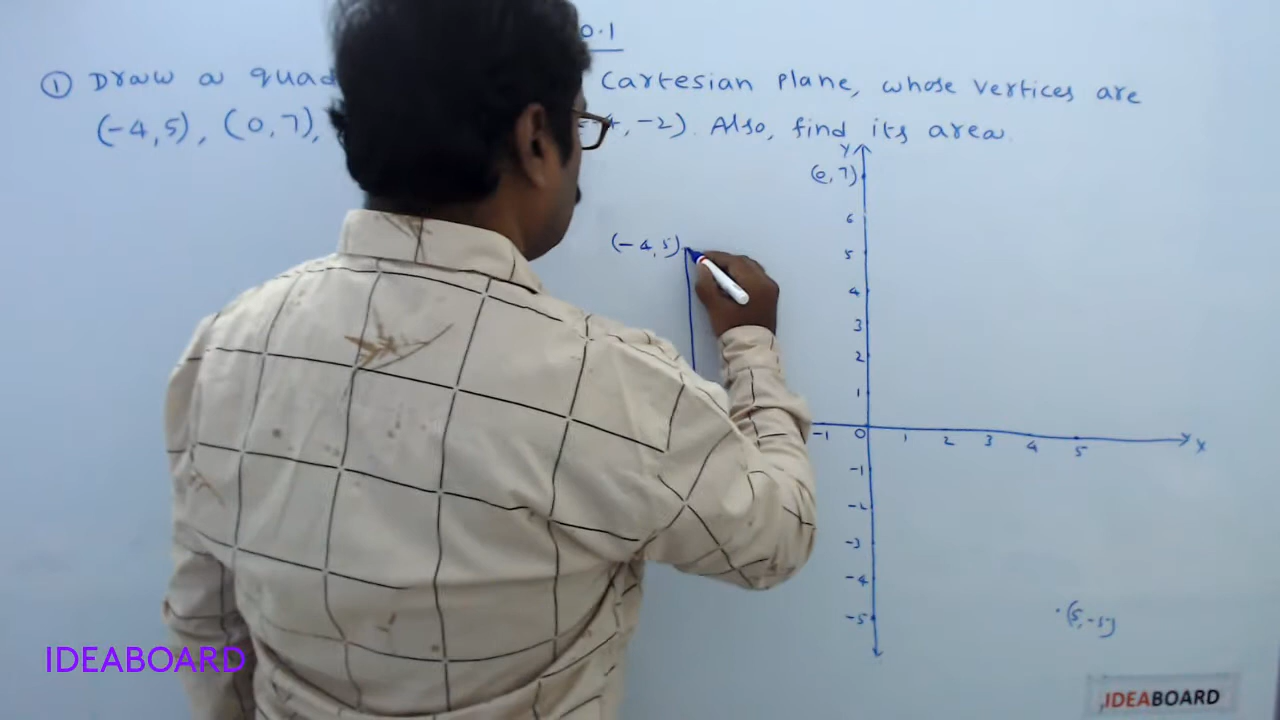 0.1
① Draw a quad Cartesian plane, whose vertices are
(-4,5), (0,7), -2). Also, find its area.
Y
(0,7)
6
(-4,5) 5
4
3
2
1
-1 0 1 2 3 4 5 X
-1
-2
-3
-4
-5 (5,-5)
IDEABOARD
IDEABOARD